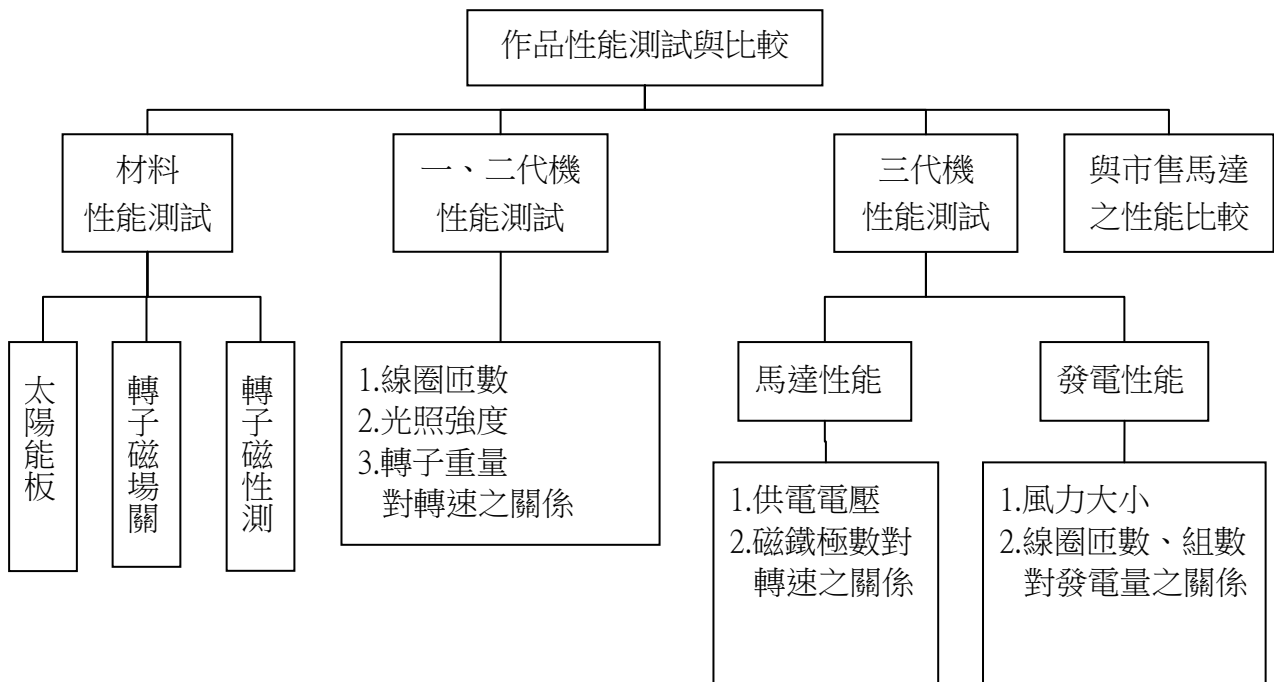 作品性能測試與比較
材料
性能測試
一、二代機
性能測試
三代機
性能測試
與市售馬達
之性能比較
太陽能板
轉子磁場關
轉子磁性測
1.線圈匝數
2.光照強度
3.轉子重量
對轉速之關係
馬達性能
發電性能
1.供電電壓
2.磁鐵極數對
轉速之關係
1.風力大小
2.線圈匝數、組數
對發電量之關係